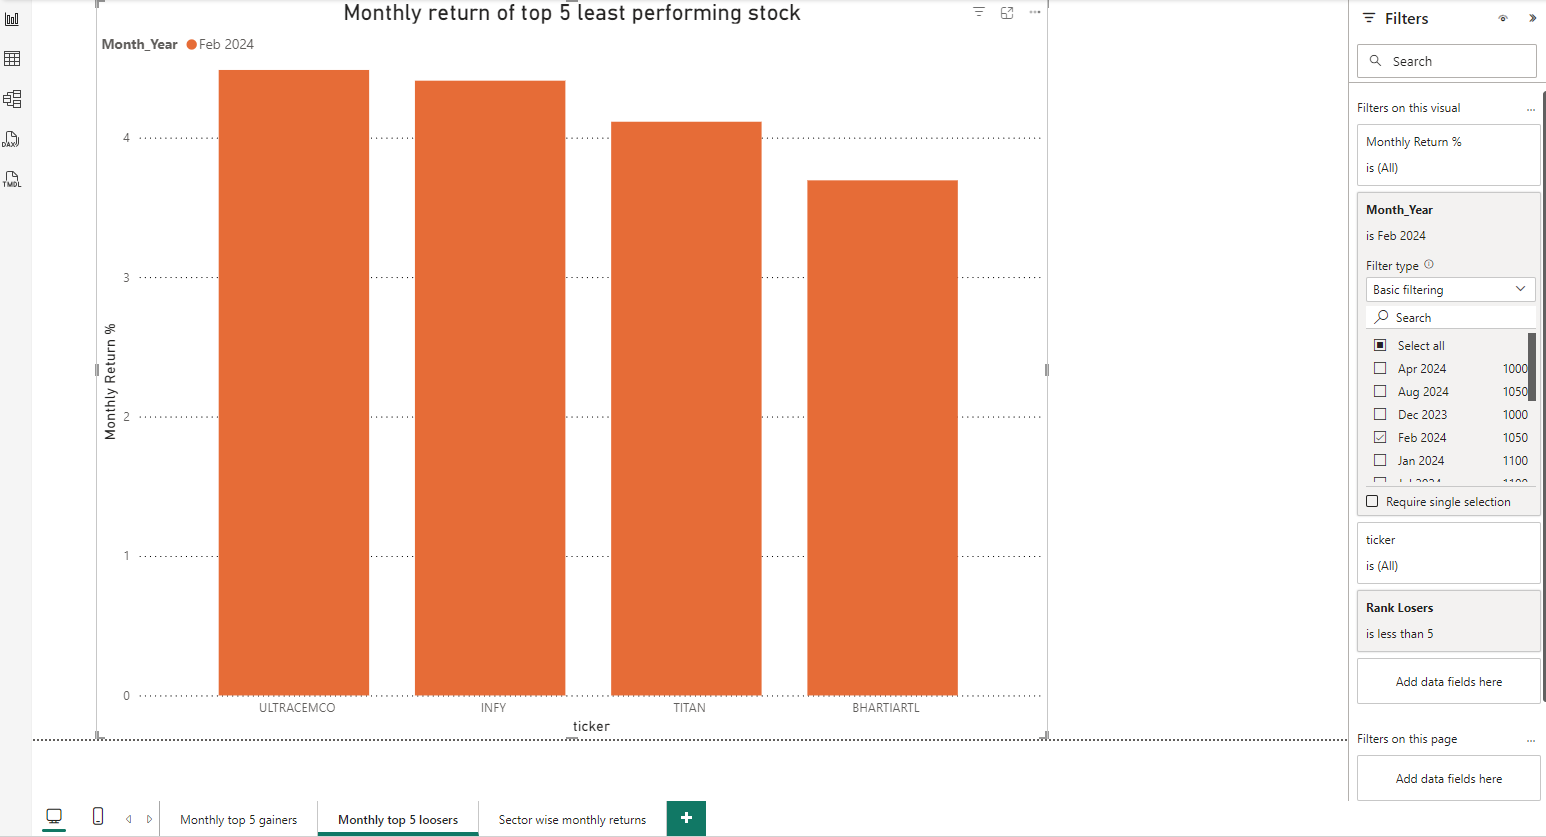 Monthly return of top 5 least performing stock
Month_Year Feb 2024
4
3
2
1
0
Monthly Return %
ULTRACEMCO INFY TITAN BHARTIARTL
ticker
DAX
TMDL
Filters
Search
Filters on this visual
Monthly Return %
is (All)
Month_Year
is Feb 2024
Filter type
Basic filtering
Search
Select all
Apr 2024 1000
Aug 2024 1050
Dec 2023 1000
Feb 2024 1050
Jan 2024 1100
Require single selection
ticker
is (All)
Rank Losers
is less than 5
Add data fields here
Filters on this page
Add data fields here
Monthly top 5 gainers
Monthly top 5 loosers
Sector wise monthly returns